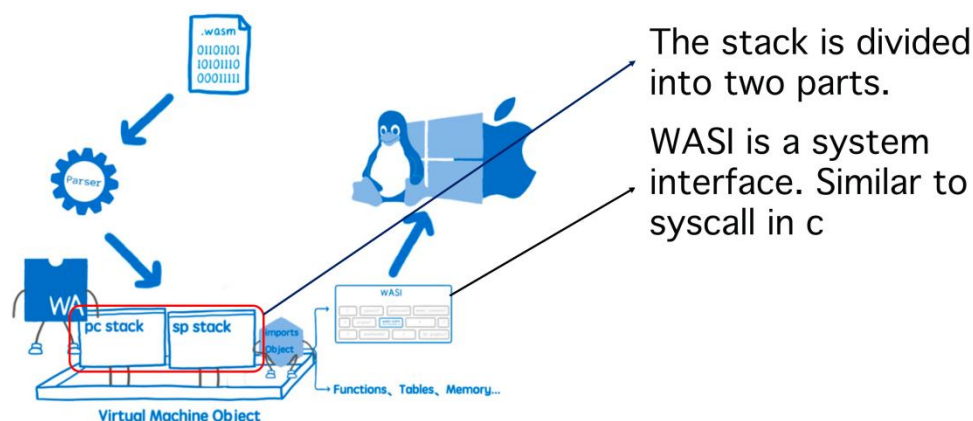 .wasm
01101101
10101110
00011111
The stack is divided
into two parts.
Parser
WASI is a system
interface. Similar to
syscall in c
WA
pc stack
sp stack
imports
Object
WASI
Functions、Tables、Memory...
Virtual Machine Object